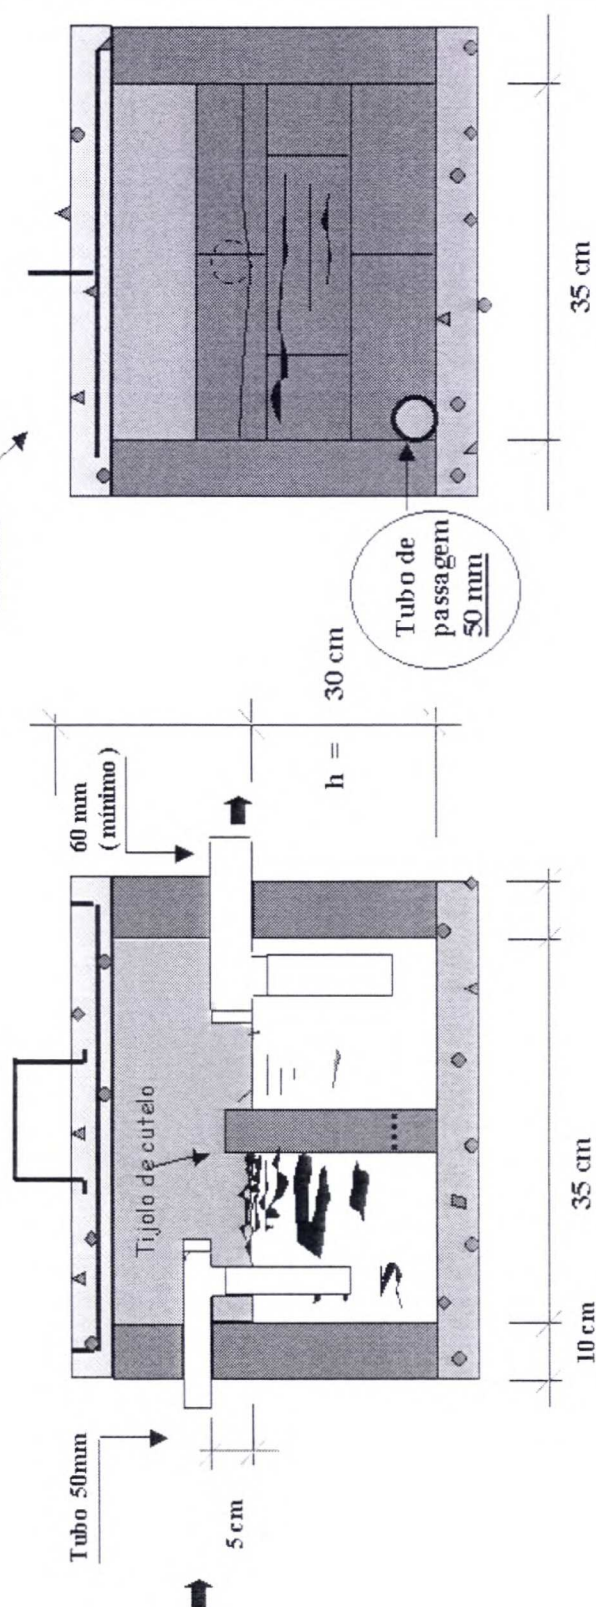 Tubo 50mm
5 cm
Tijolo de cutelo
60 mm
( mínimo )
h =
30 cm
10 cm
35 cm
Tubo de
passagem
50 mm
35 cm